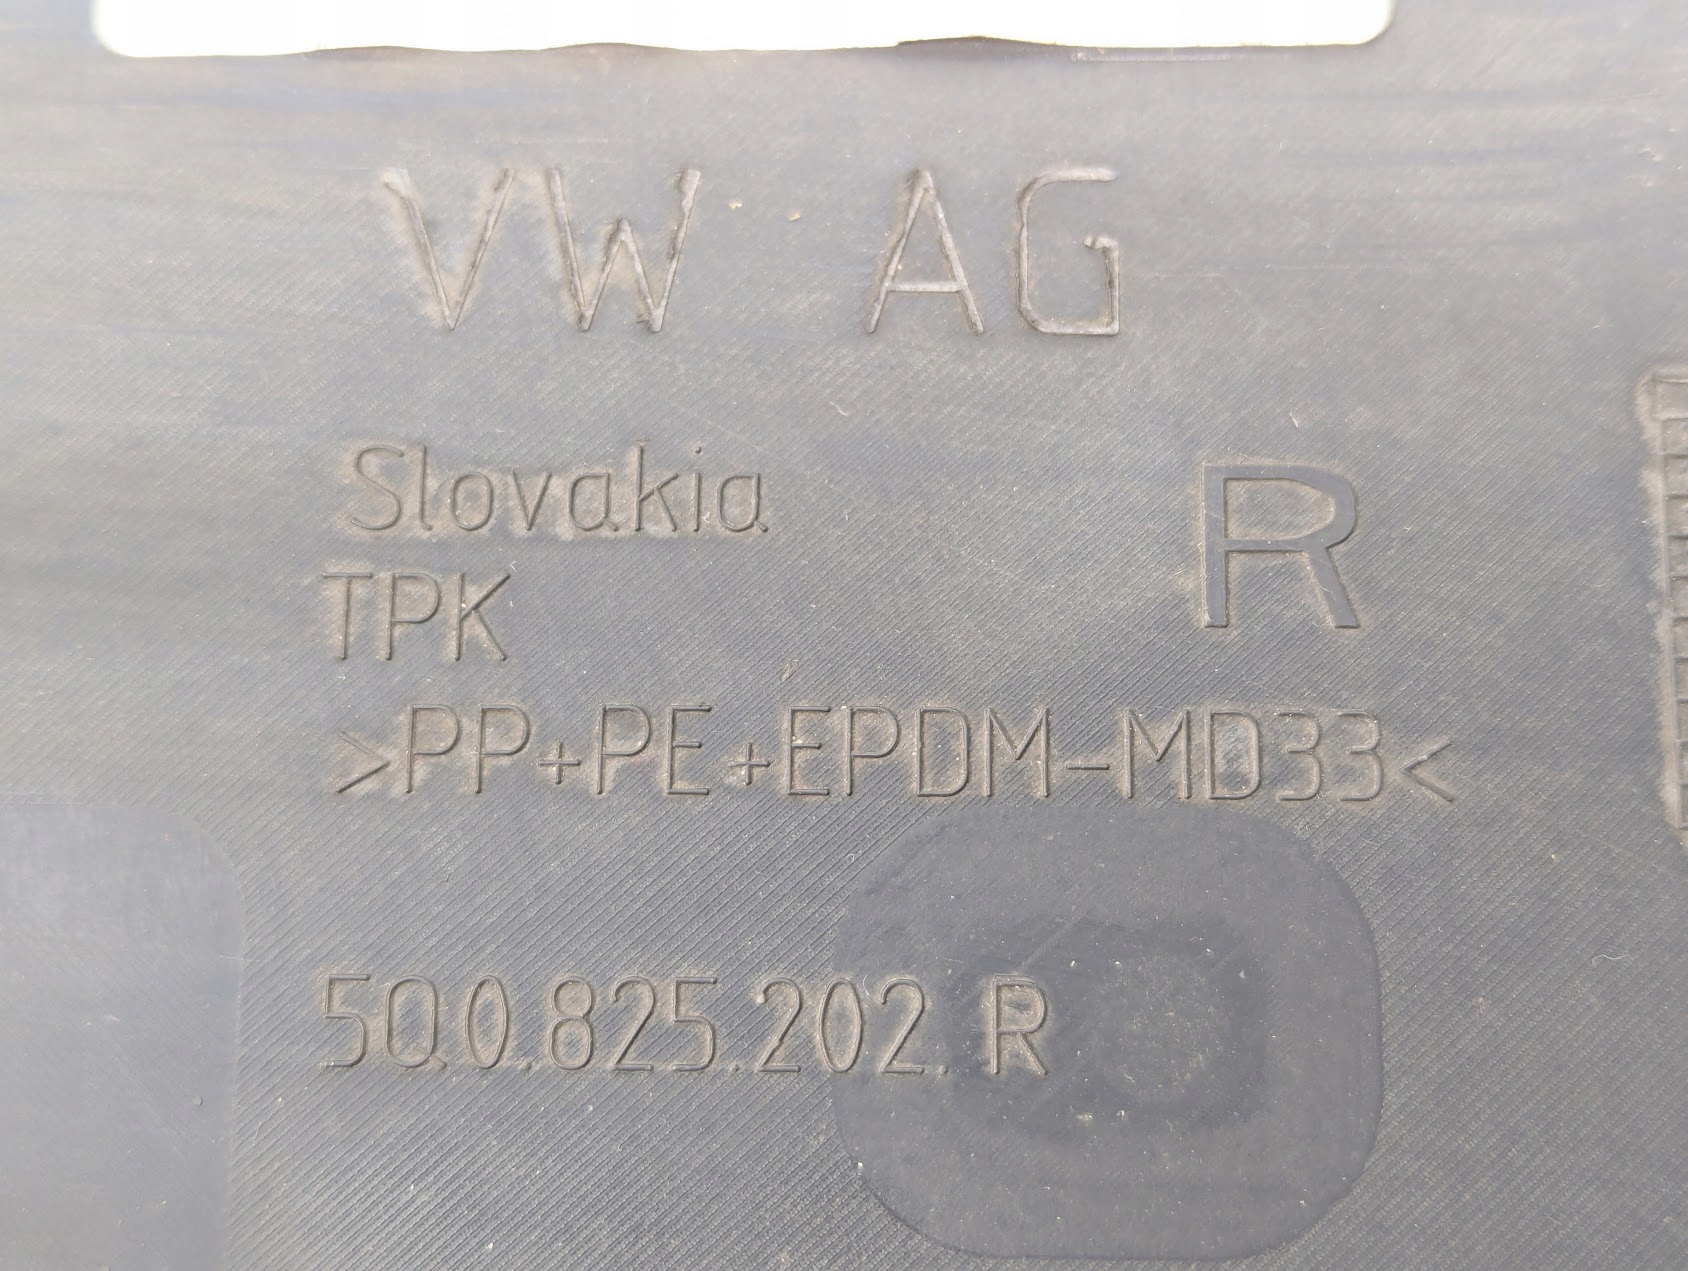 VW AG
Slovakia R
TPK
>PP+PE+EPDM-MD33<
5Q0.825.202. R